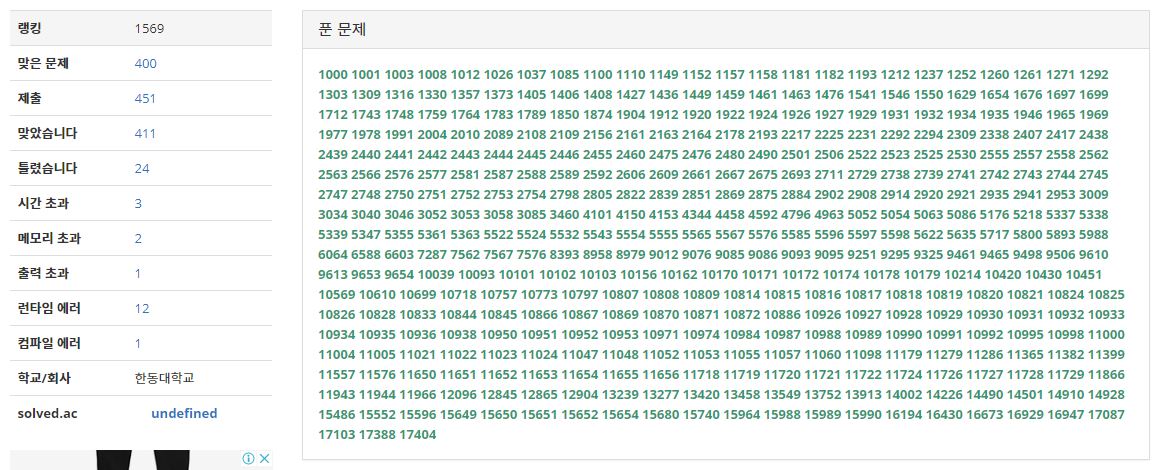 랭킹 1569
맞은 문제 400
제출 451
맞았습니다 411
틀렸습니다 24
시간 초과 3
메모리 초과 2
출력 초과 1
런타임 에러 12
컴파일 에러 1
학교/회사 한동대학교
solved.ac undefined
푼 문제
1000 1001 1003 1008 1012 1026 1037 1085 1100 1110 1149 1152 1157 1158 1181 1182 1193 1212 1237 1252 1260 1261 1271 1292
1303 1309 1316 1330 1357 1373 1405 1406 1408 1427 1436 1449 1459 1461 1463 1476 1541 1546 1550 1629 1654 1676 1697 1699
1712 1743 1748 1759 1764 1783 1789 1850 1874 1904 1912 1920 1922 1924 1926 1927 1929 1931 1932 1934 1935 1946 1965 1969
1977 1978 1991 2004 2010 2089 2108 2109 2156 2161 2163 2164 2178 2193 2217 2225 2231 2292 2294 2309 2338 2407 2417 2438
2439 2440 2441 2442 2443 2444 2445 2446 2455 2460 2475 2476 2480 2490 2501 2506 2522 2523 2525 2530 2555 2557 2558 2562
2563 2566 2576 2577 2581 2587 2588 2589 2592 2606 2609 2661 2667 2675 2693 2711 2729 2738 2739 2741 2742 2743 2744 2745
2747 2748 2750 2751 2752 2753 2754 2798 2805 2822 2839 2851 2869 2875 2884 2902 2908 2914 2920 2921 2935 2941 2953 3009
3034 3040 3046 3052 3053 3058 3085 3460 4101 4150 4153 4344 4458 4592 4796 4963 5052 5054 5063 5086 5176 5218 5337 5338
5339 5347 5355 5361 5363 5522 5524 5532 5543 5554 5555 5565 5567 5576 5585 5596 5597 5598 5622 5635 5717 5800 5893 5988
6064 6588 6603 7287 7562 7567 7576 8393 8958 8979 9012 9076 9085 9086 9093 9095 9251 9295 9325 9461 9465 9498 9506 9610
9613 9653 9654 10039 10093 10101 10102 10103 10156 10162 10170 10171 10172 10174 10178 10179 10214 10420 10430 10451
10569 10610 10699 10718 10757 10773 10797 10807 10808 10809 10814 10815 10816 10817 10818 10819 10820 10821 10824 10825
10826 10828 10833 10844 10845 10866 10867 10869 10870 10871 10872 10886 10926 10927 10928 10929 10930 10931 10932 10933
10934 10935 10936 10938 10950 10951 10952 10953 10971 10974 10984 10987 10988 10989 10990 10991 10992 10995 10998 11000
11004 11005 11021 11022 11023 11024 11047 11048 11052 11053 11055 11057 11060 11098 11179 11279 11286 11365 11382 11399
11557 11576 11650 11651 11652 11653 11654 11655 11656 11718 11719 11720 11721 11722 11724 11726 11727 11728 11729 11866
11943 11944 11966 12096 12845 12865 12904 13239 13277 13420 13458 13549 13752 13913 14002 14226 14490 14501 14910 14928
15486 15552 15596 15649 15650 15651 15652 15654 15680 15740 15964 15988 15989 15990 16194 16430 16673 16929 16947 17087
17103 17388 17404